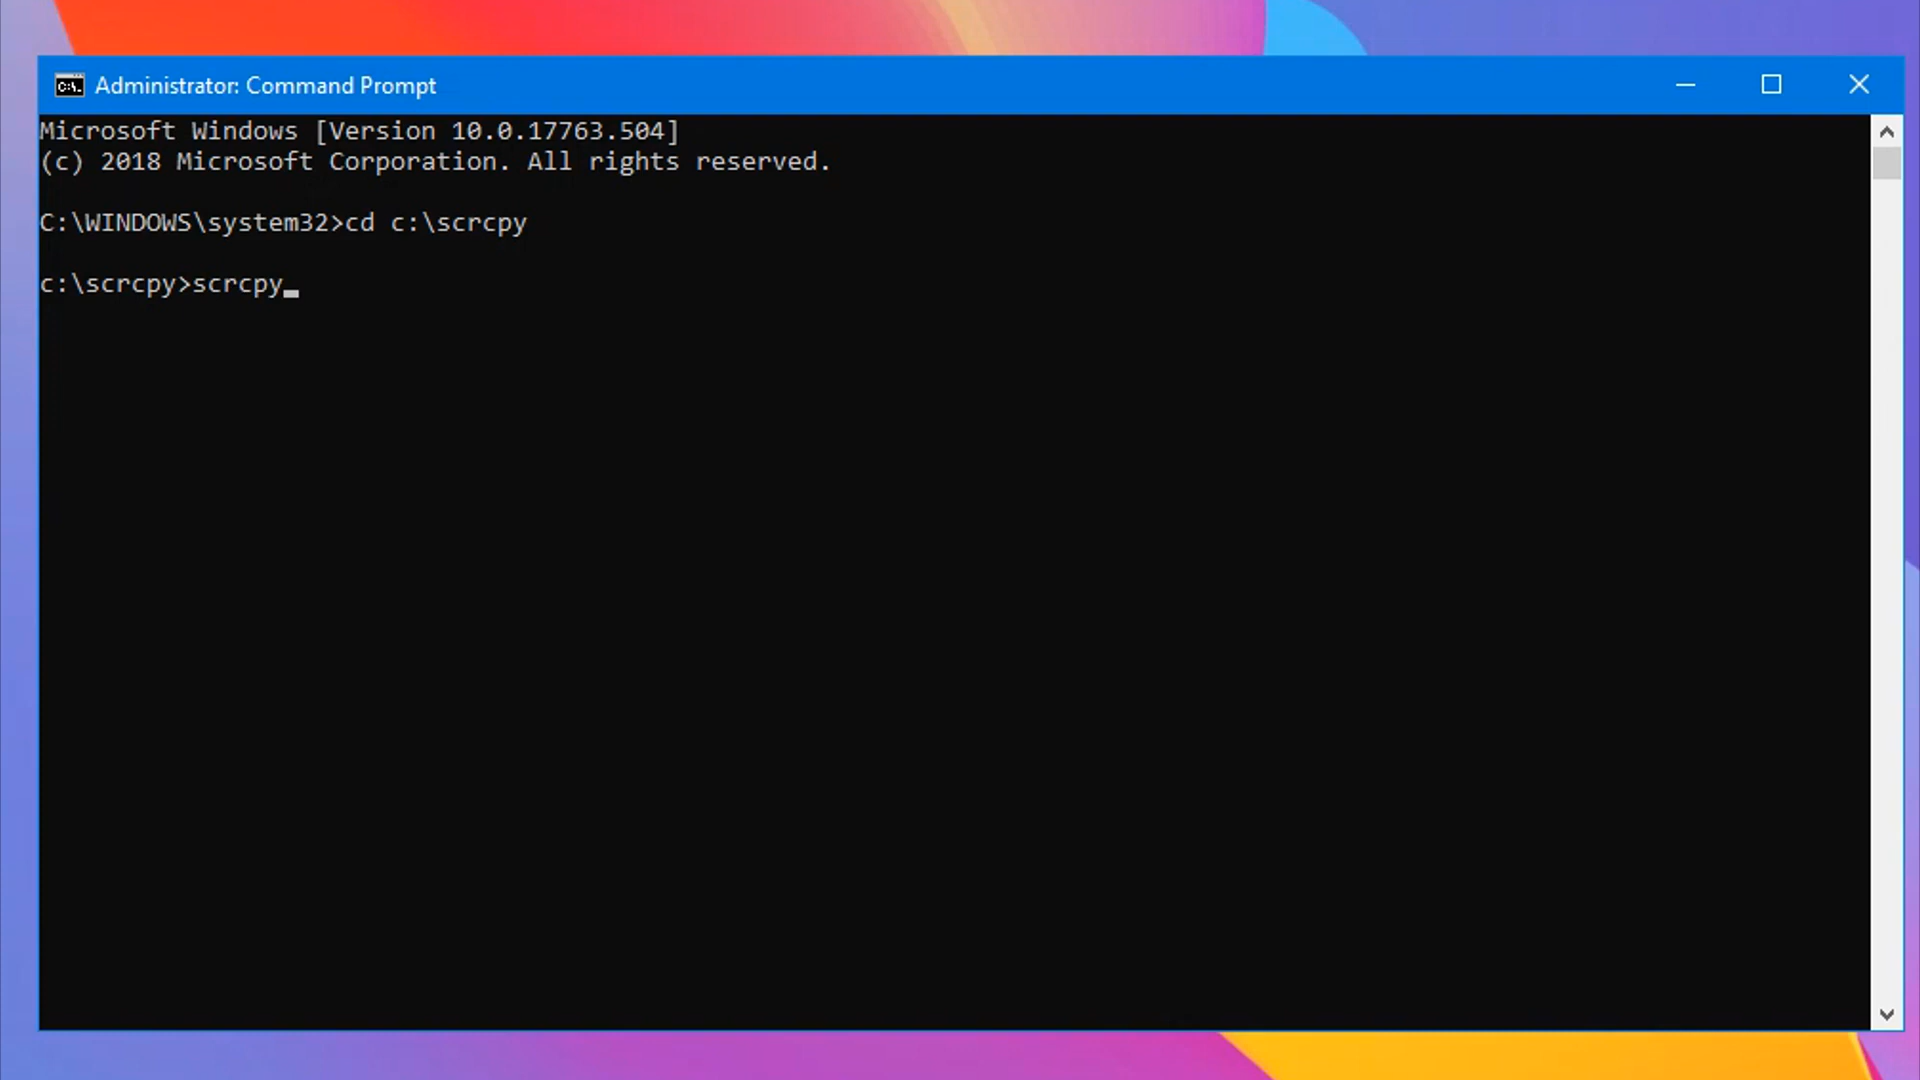 Administrator: Command Prompt
Microsoft Windows [Version 10.0.17763.504]
(c) 2018 Microsoft Corporation. All rights reserved.
C:\WINDOWS\system32>cd c:\scrcpy
c:\scrcpy>scrcpy_